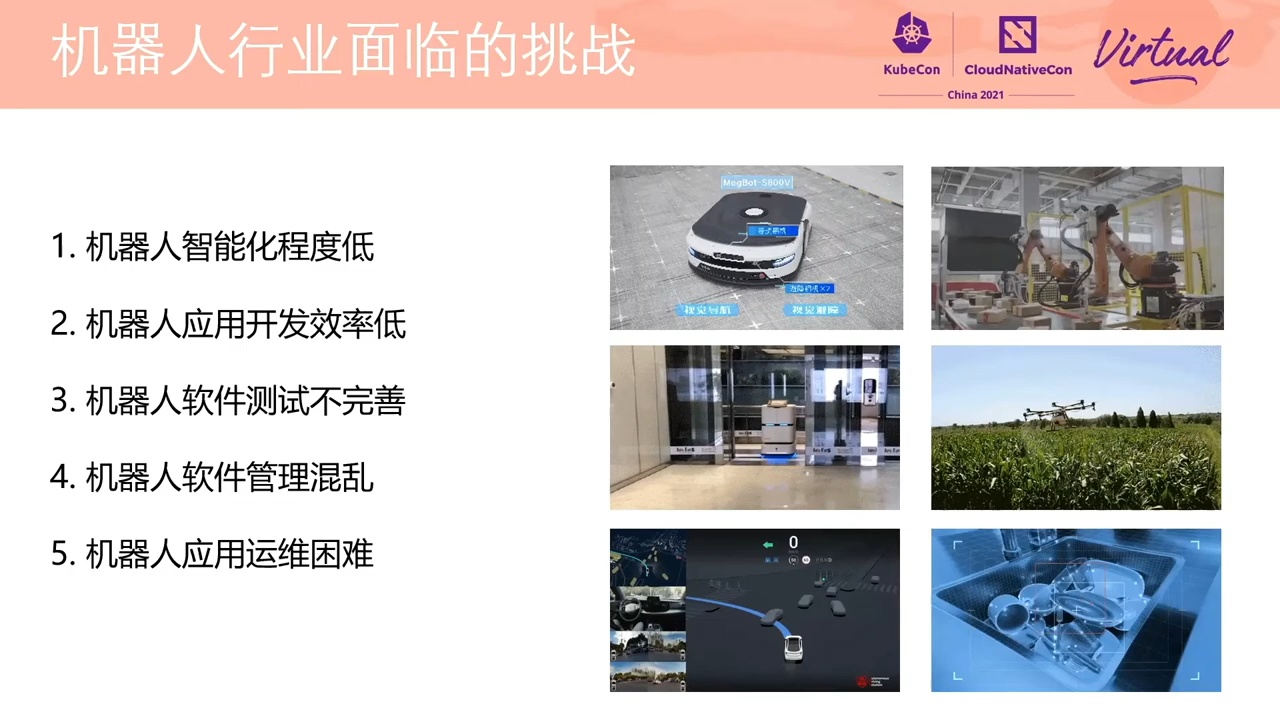 机器人行业面临的挑战
KubeCon
CloudNativeCon
Virtual
China 2021
1. 机器人智能化程度低
2. 机器人应用开发效率低
3. 机器人软件测试不完善
4. 机器人软件管理混乱
5. 机器人应用运维困难
MegBot-S800V
视觉导航
视觉避障
0